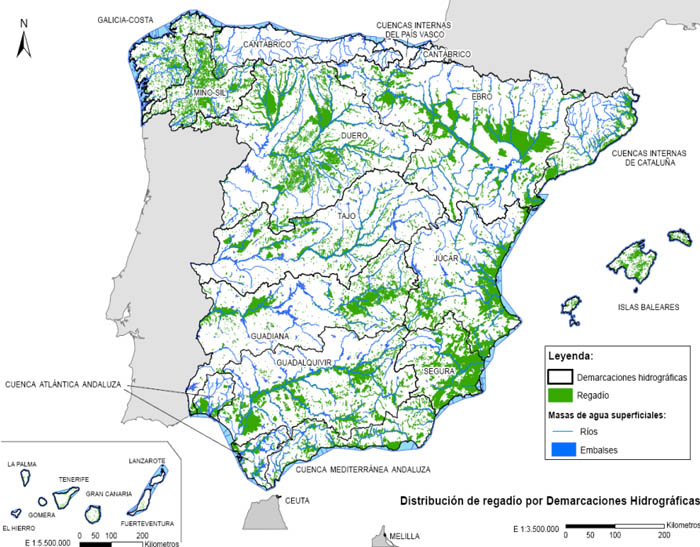 GALICIA-COSTA
N
CANTÁBRICO
CUENCAS INTERNAS
DEL PAÍS VASCO
CANTÁBRICO
MIÑO-SIL
EBRO
DUERO
CUENCAS INTERNAS
DE CATALUÑA
TAJO
JÚCAR
ISLAS BALEARES
GUADIANA
GUADALQUIVIR
SEGURA
CUENCA ATLÁNTICA ANDALUZA
CUENCA MEDITERRÁNEA ANDALUZA
CEUTA
MELILLA
Leyenda:
Demarcaciones hidrográficas
Regadío
Masas de agua superficiales:
Ríos
Embalses
LA PALMA
TENERIFE
LANZAROTE
GRAN CANARIA
GOMERA
EL HIERRO
FUERTEVENTURA
E 1:5.500.000
0 50 100 200
Kilometros
Distribución de regadío por Demarcaciones Hidrográficas
E 1:3.500.000
0 50 100 200
Kilometros